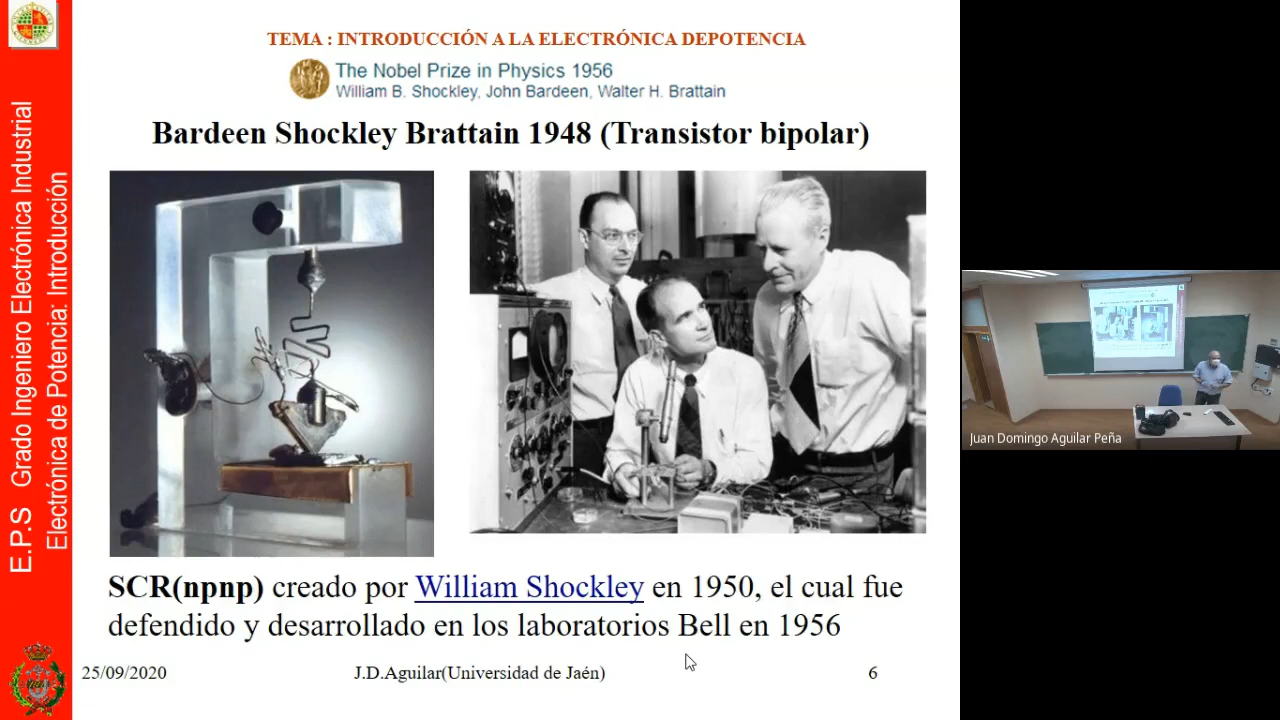 TEMA : INTRODUCCIÓN A LA ELECTRÓNICA DEPOTENCIA
The Nobel Prize in Physics 1956
William B. Shockley, John Bardeen, Walter H. Brattain
Bardeen Shockley Brattain 1948 (Transistor bipolar)
E.P.S Grado Ingeniero Electrónica Industrial
Electrónica de Potencia: Introducción
SCR(npnp) creado por William Shockley en 1950, el cual fue
defendido y desarrollado en los laboratorios Bell en 1956
25/09/2020 J.D.Aguilar(Universidad de Jaén) 6
Juan Domingo Aguilar Peña